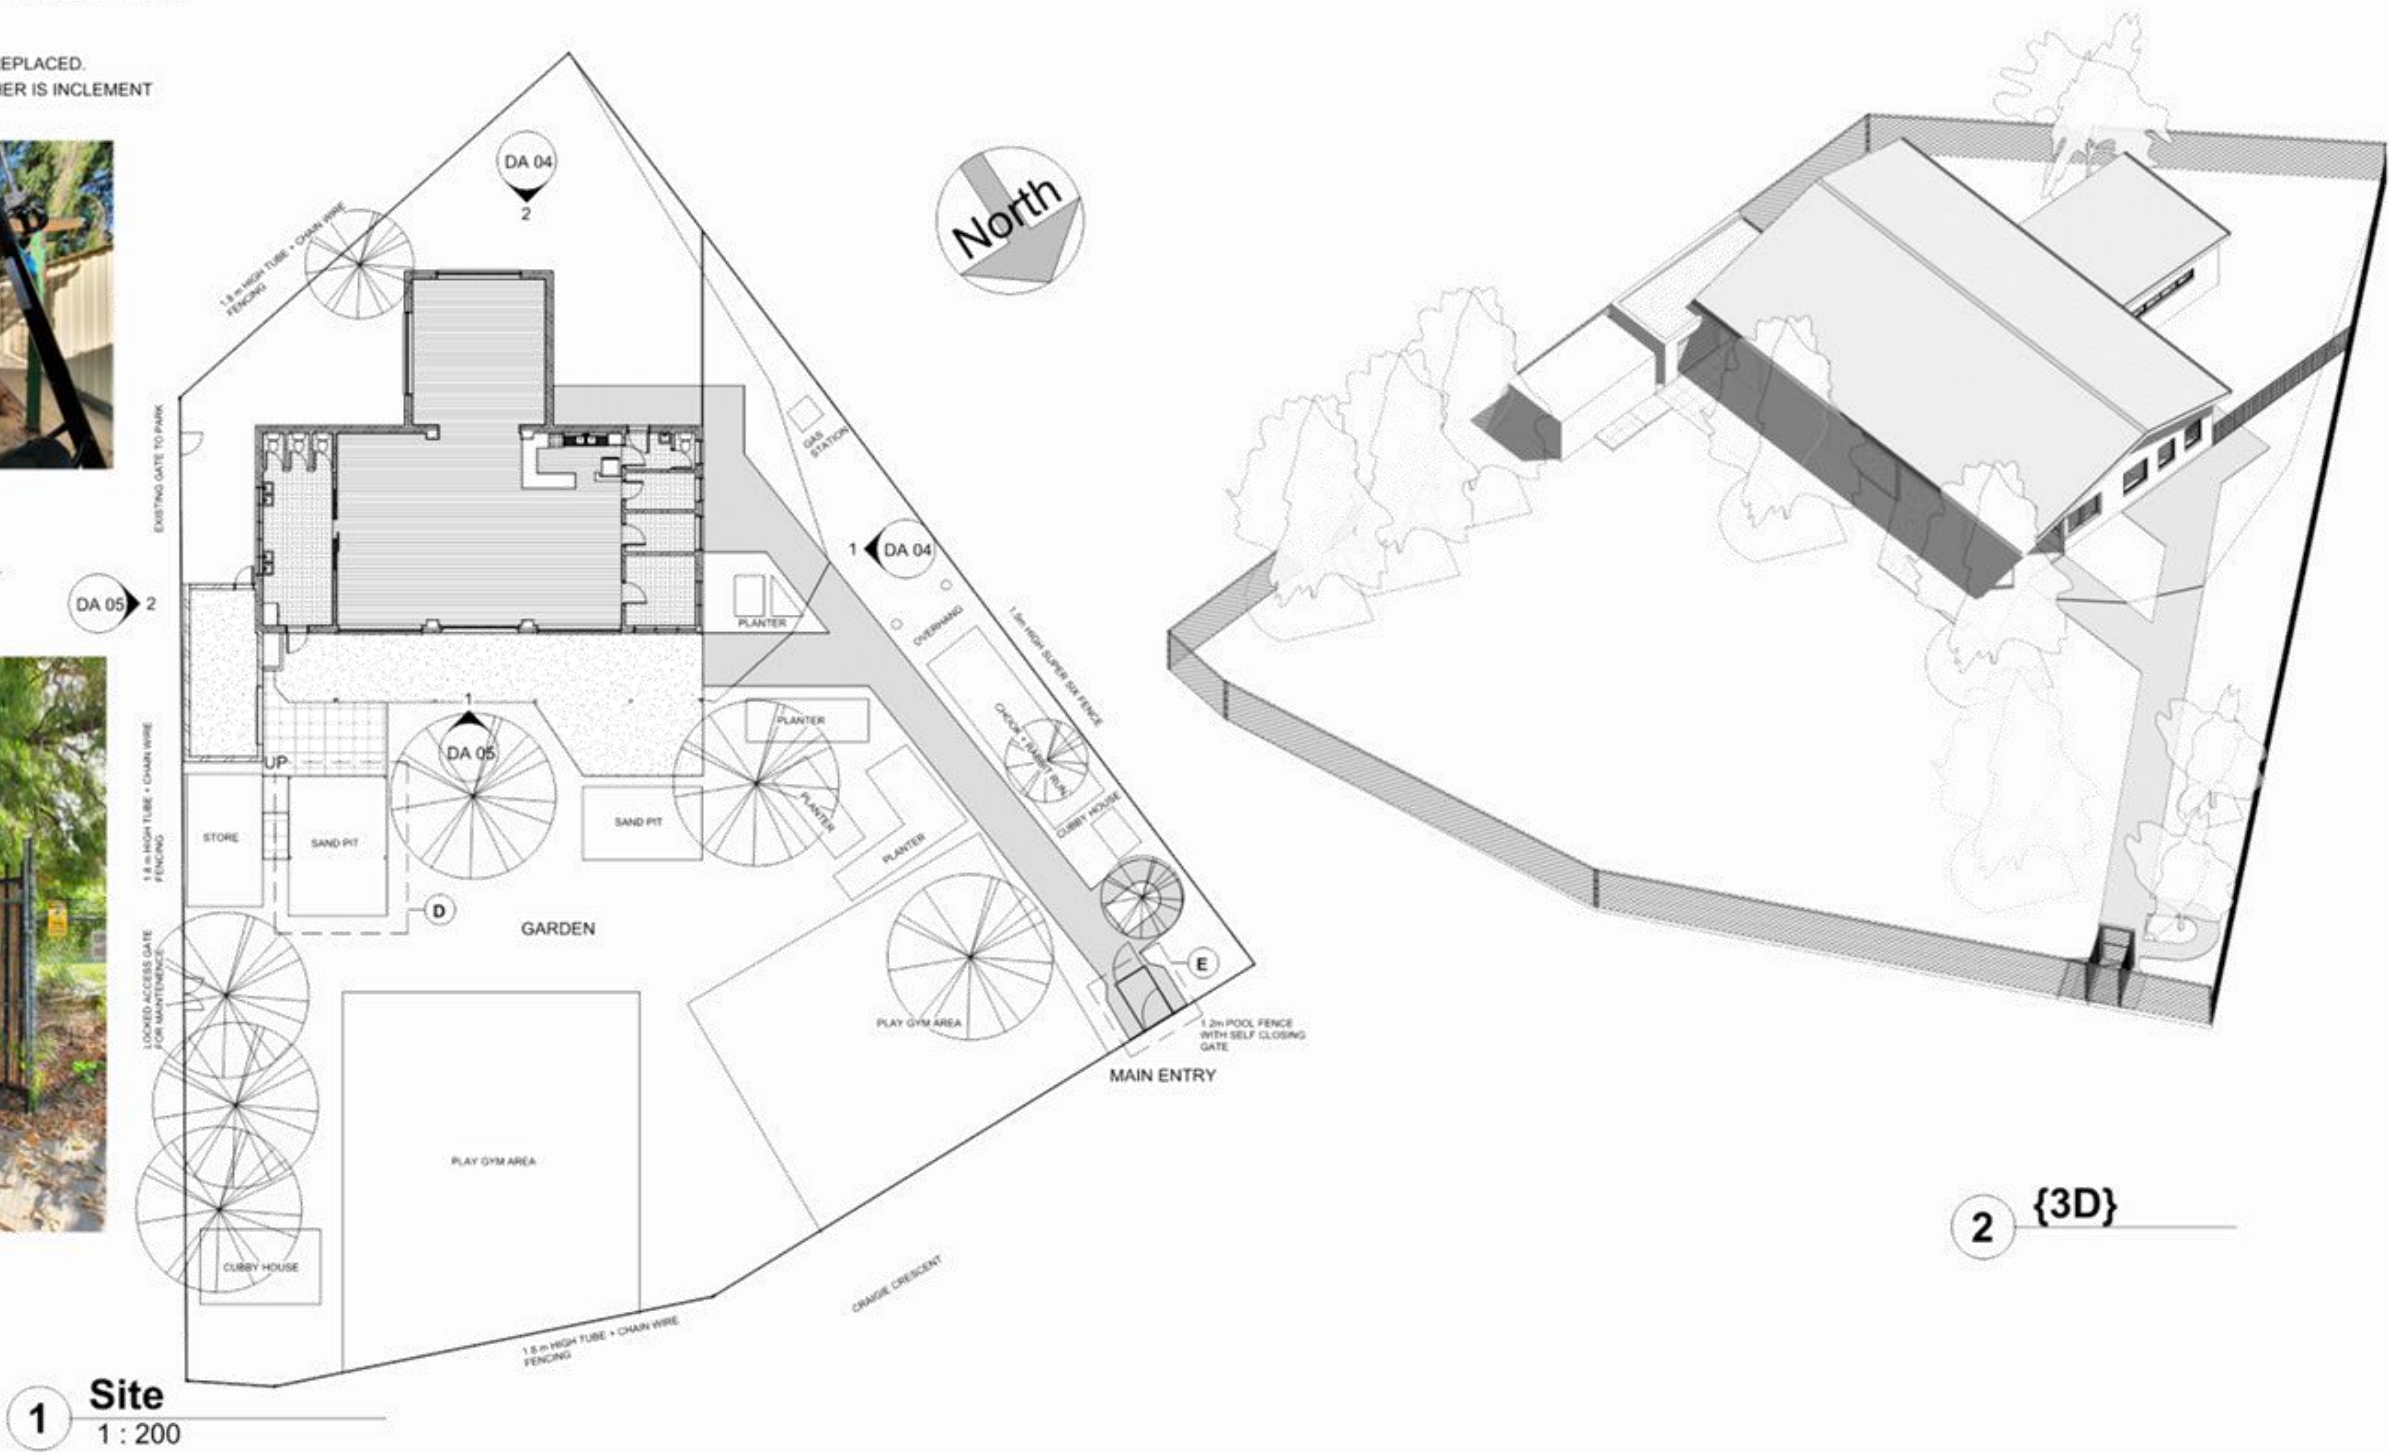 EPLACED.
IER IS INCLEMENT
DA 04
2
1.8 m HIGH TUBE + CHAIN WIRE
FENCING
North
EXISTING GATE TO PARK
GAS
STATION
1
DA 04
DA 05
2
PLANTER
OVERHANG
1.8m HIGH SUPER SIX FENCE
CHOOK + RABBIT RUN
CUBBY HOUSE
1
DA 05
UP
PLANTER
PLANTER
PLANTER
1.8 m HIGH TUBE + CHAIN WIRE
FENCING
STORE
SAND PIT
SAND PIT
D
GARDEN
LOCKED ACCESS GATE
FOR MAINTENENCE
E
PLAY GYM AREA
1.2m POOL FENCE
WITH SELF CLOSING
GATE
MAIN ENTRY
PLAY GYM AREA
CUBBY HOUSE
CRAIGIE CRESCENT
1.8 m HIGH TUBE + CHAIN WIRE
FENCING
1
Site
1 : 200
2
{3D}